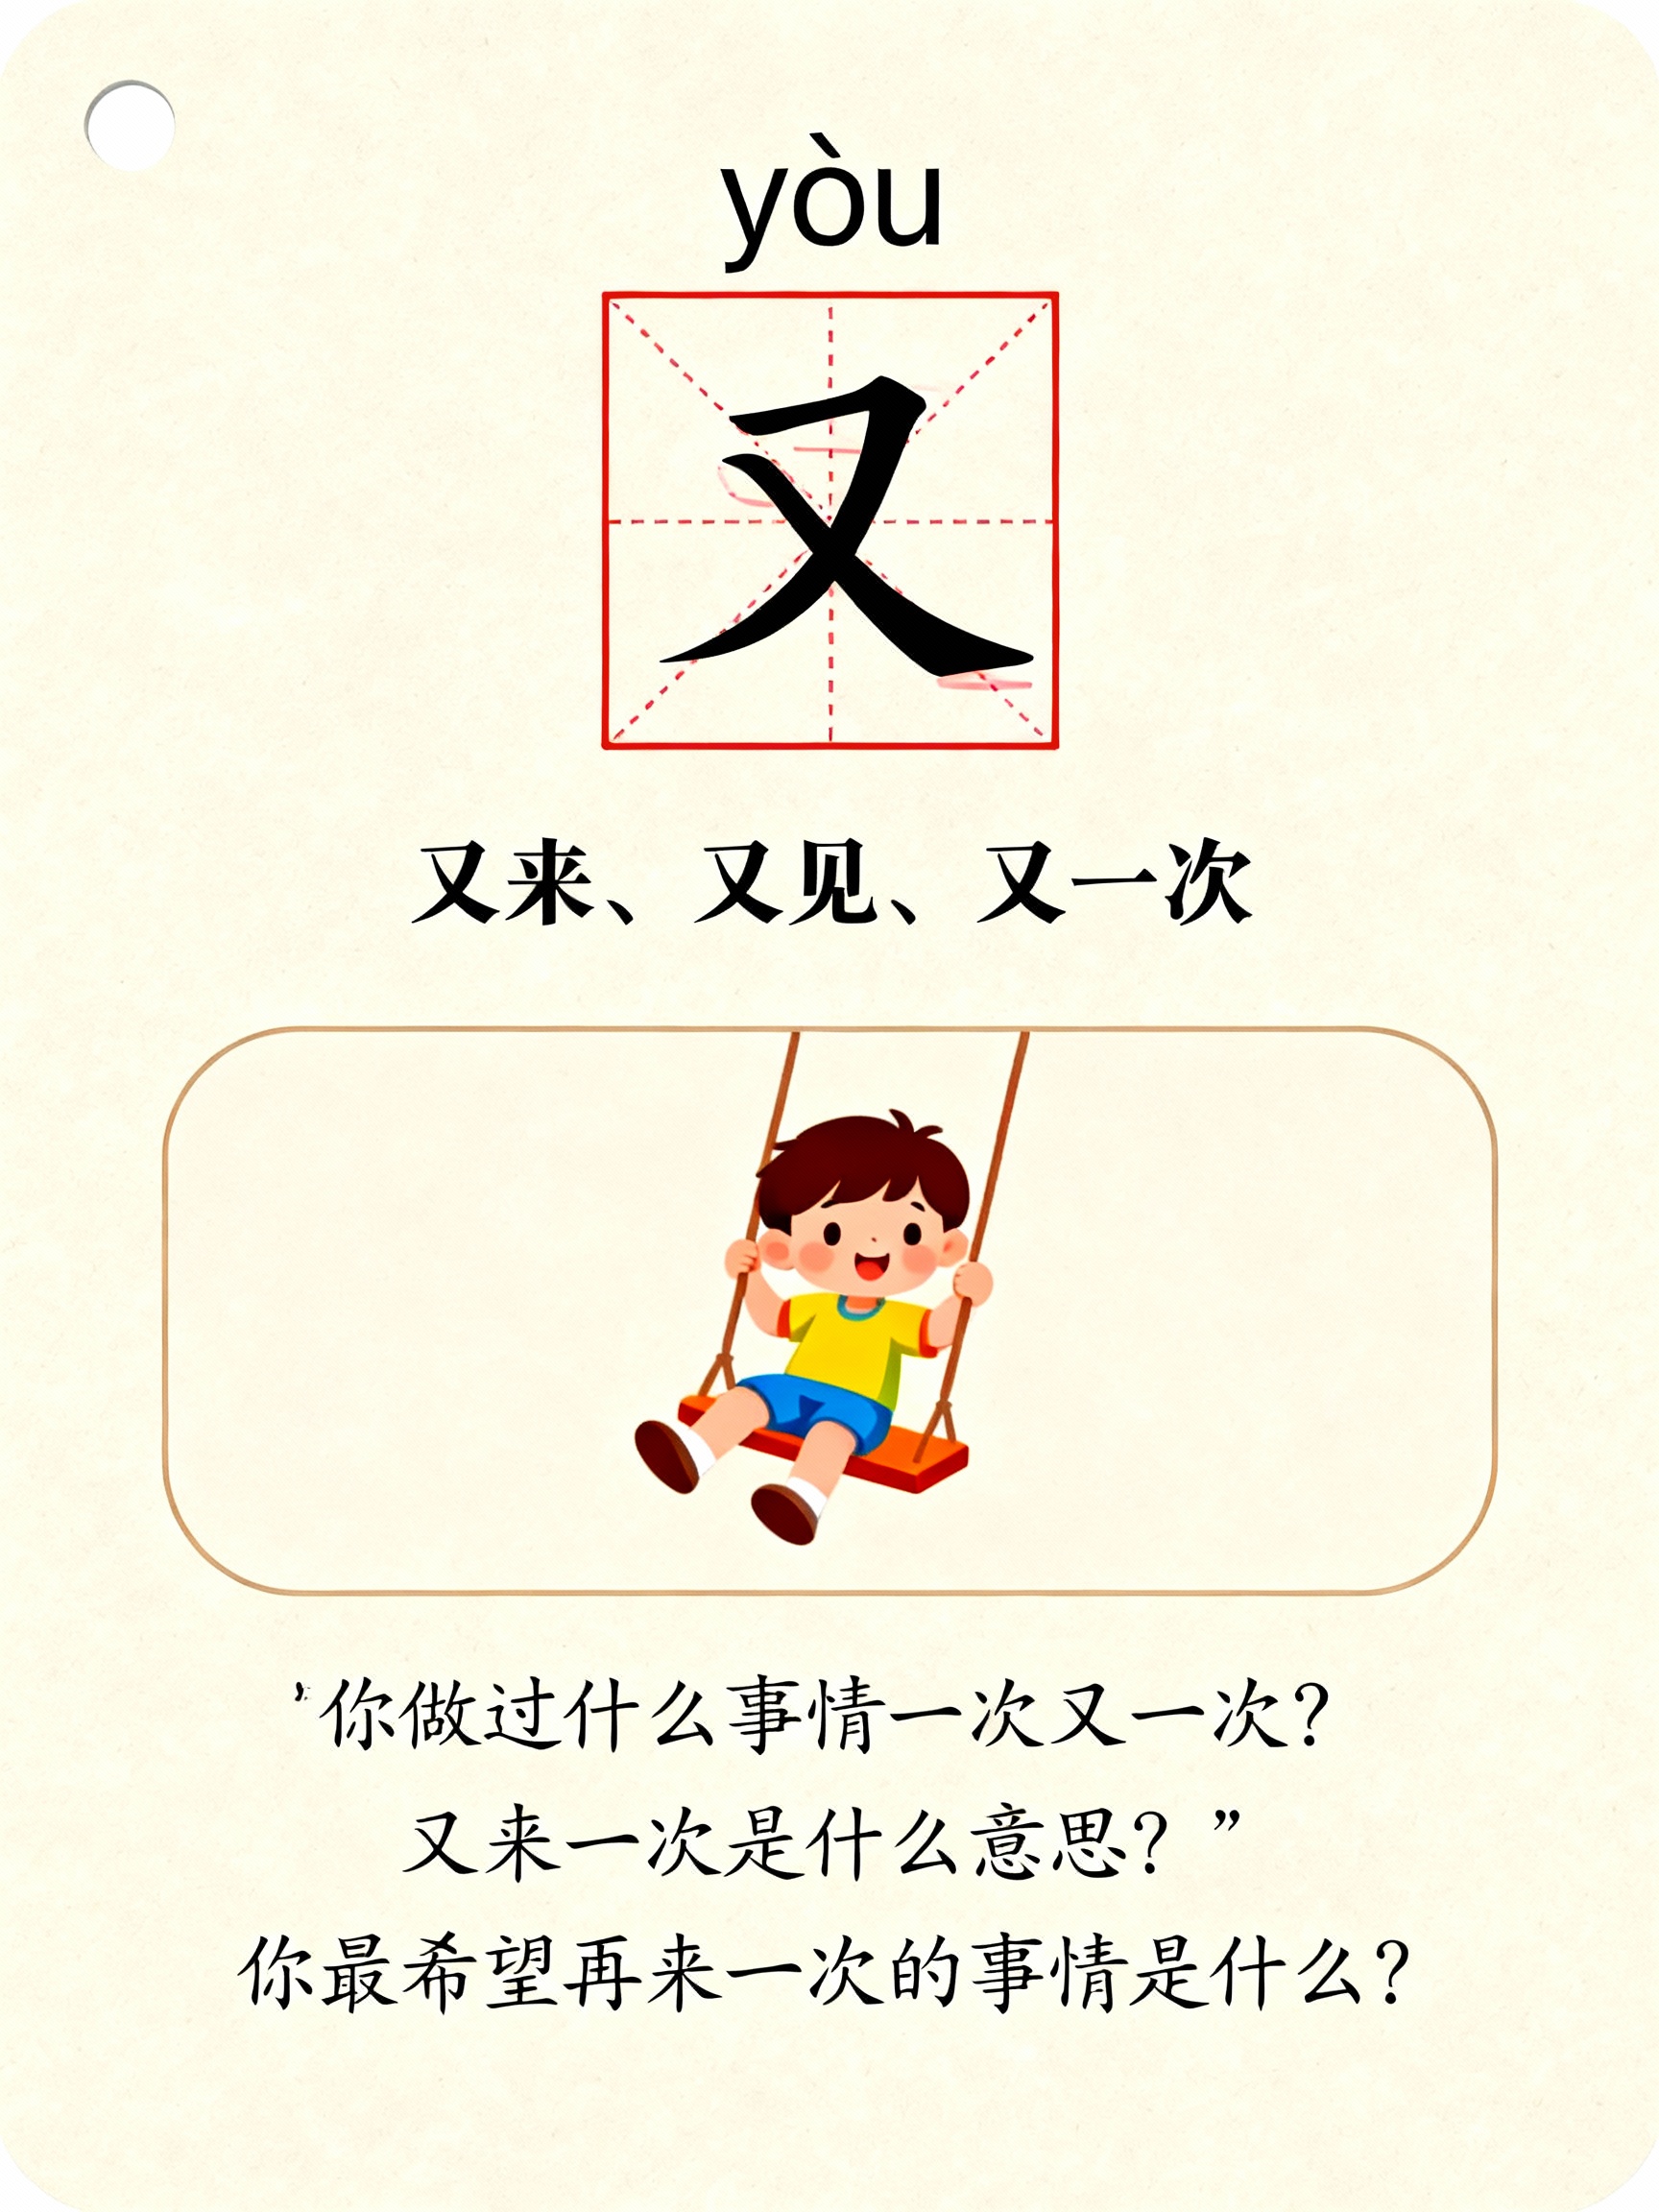 yòu
又
又来、又见、又一次
你做过什么事情一次又一次？
又来一次是什么意思？”
你最希望再来一次的事情是什么？